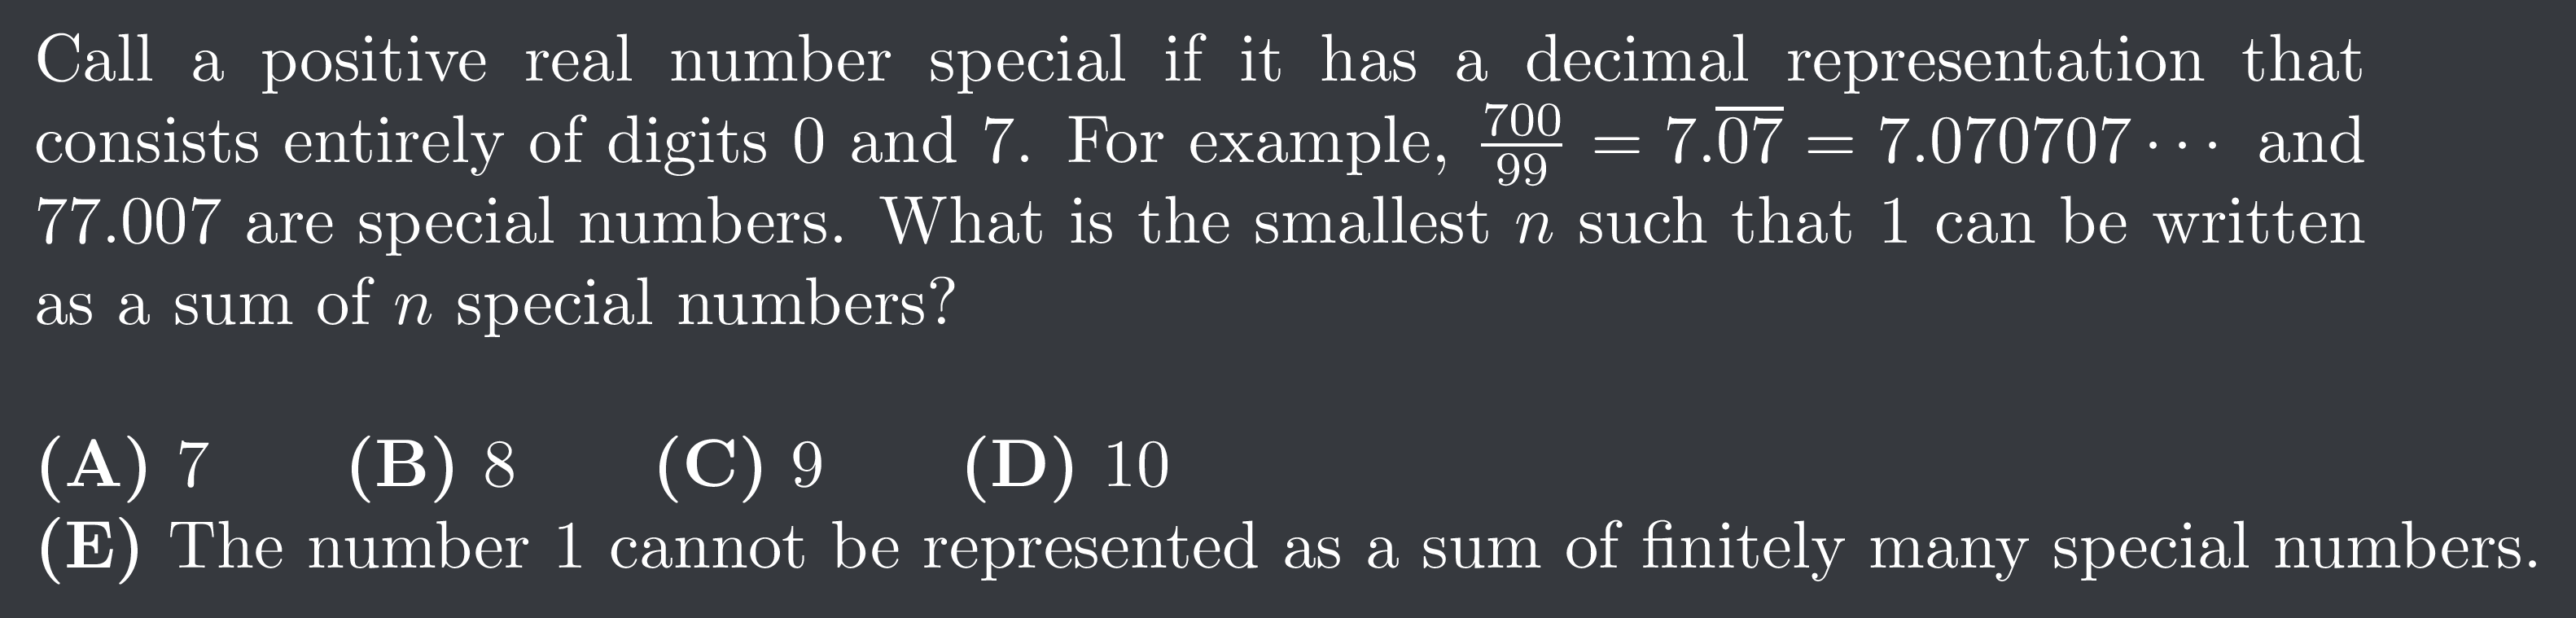 Call a positive real number special if it has a decimal representation that
consists entirely of digits 0 and 7. For example, $\frac{700}{99} = 7.\overline{07} = 7.070707\cdots$ and
77.007 are special numbers. What is the smallest $n$ such that 1 can be written
as a sum of $n$ special numbers?
(A) 7 (B) 8 (C) 9 (D) 10
(E) The number 1 cannot be represented as a sum of finitely many special numbers.